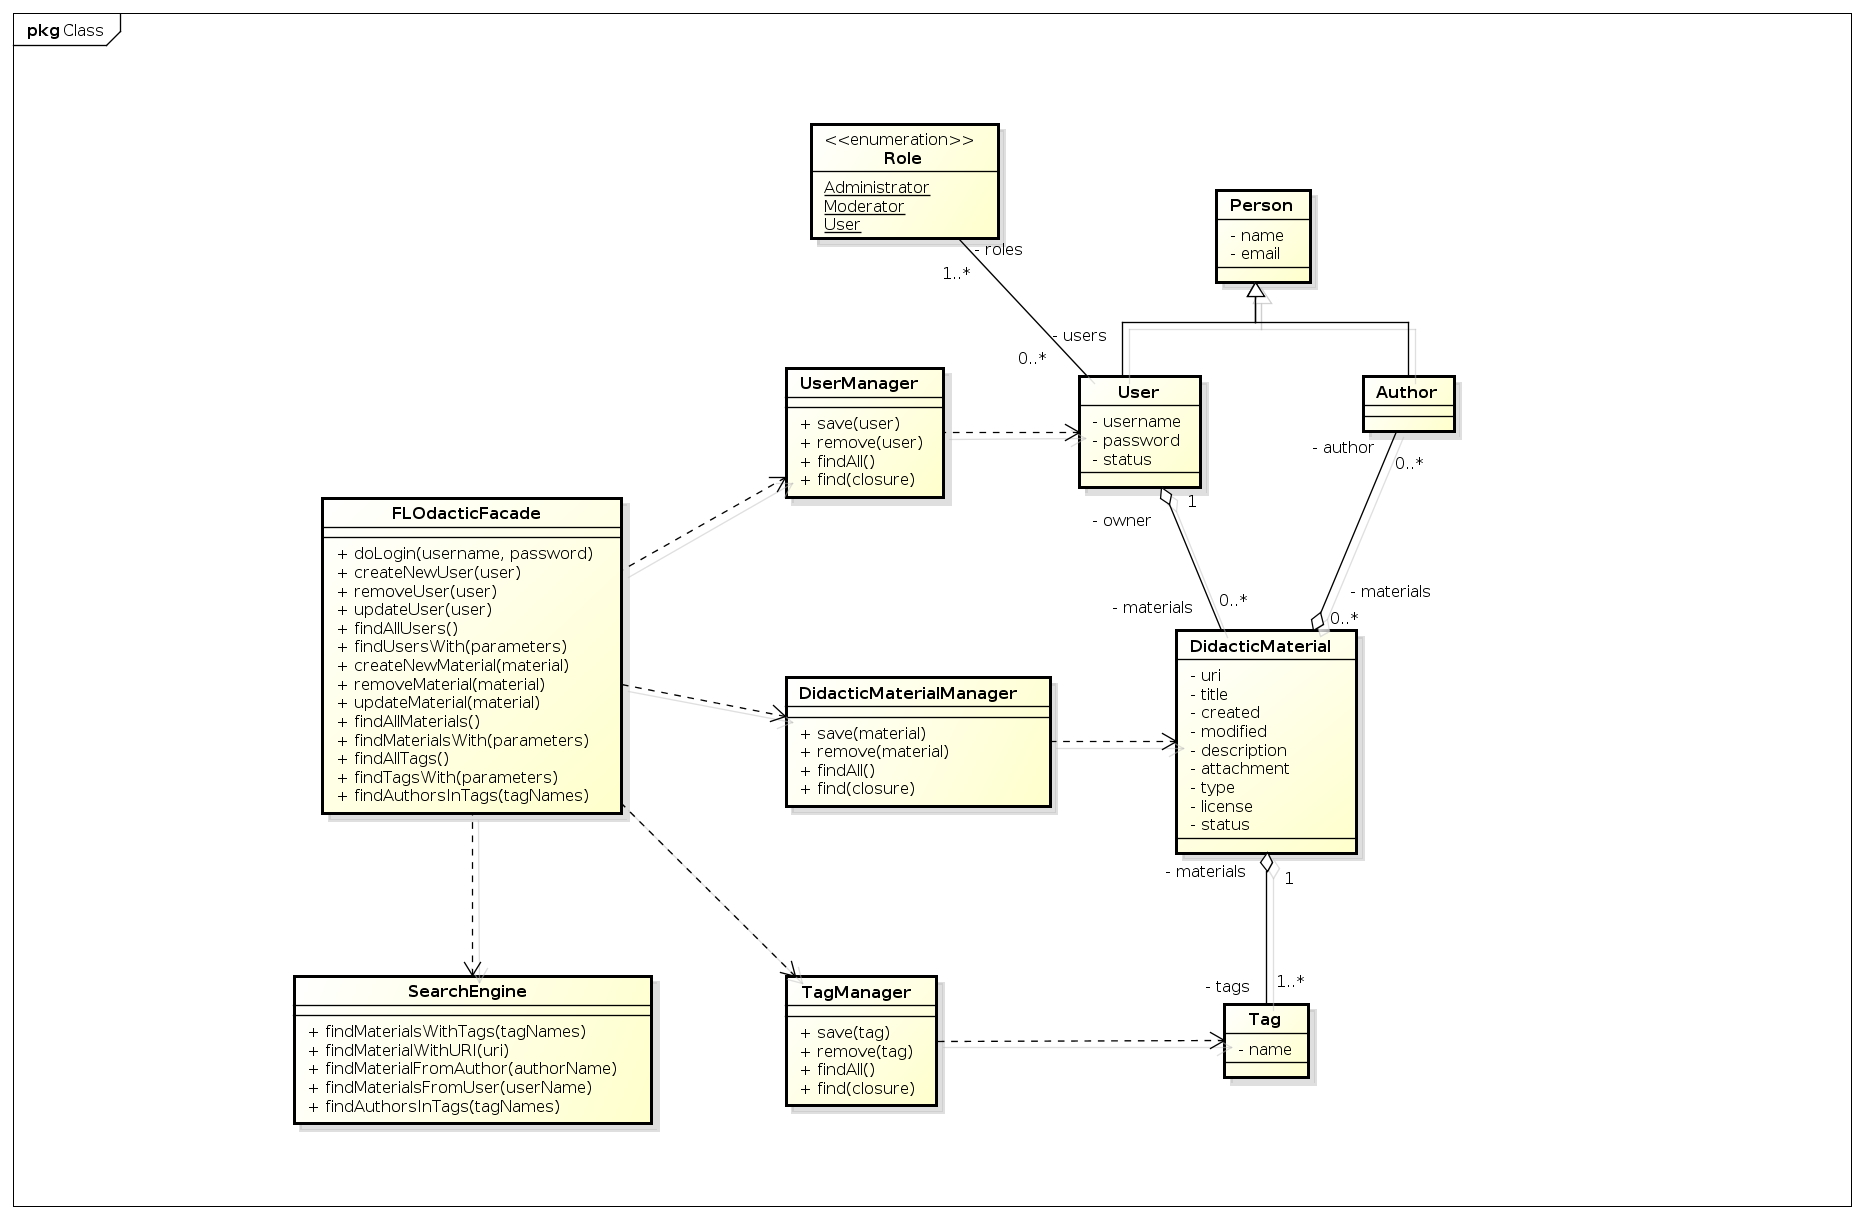 pkg Class
<<enumeration>>
Role
Administrator
Moderator
User
- roles
1..*
- users
0..*
Person
- name
- email
User
- username
- password
- status
Author
- author
0..*
1
- owner
- materials
0..*
- materials
0..*
UserManager
+ save(user)
+ remove(user)
+ findAll()
+ find(closure)
FLOdacticFacade
+ doLogin(username, password)
+ createNewUser(user)
+ removeUser(user)
+ updateUser(user)
+ findAllUsers()
+ findUsersWith(parameters)
+ createNewMaterial(material)
+ removeMaterial(material)
+ updateMaterial(material)
+ findAllMaterials()
+ findMaterialsWith(parameters)
+ findAllTags()
+ findTagsWith(parameters)
+ findAuthorsInTags(tagNames)
DidacticMaterialManager
+ save(material)
+ remove(material)
+ findAll()
+ find(closure)
DidacticMaterial
- uri
- title
- created
- modified
- description
- attachment
- type
- license
- status
- materials
1
- tags
1..*
SearchEngine
+ findMaterialsWithTags(tagNames)
+ findMaterialWithURI(uri)
+ findMaterialFromAuthor(authorName)
+ findMaterialsFromUser(userName)
+ findAuthorsInTags(tagNames)
TagManager
+ save(tag)
+ remove(tag)
+ findAll()
+ find(closure)
Tag
- name